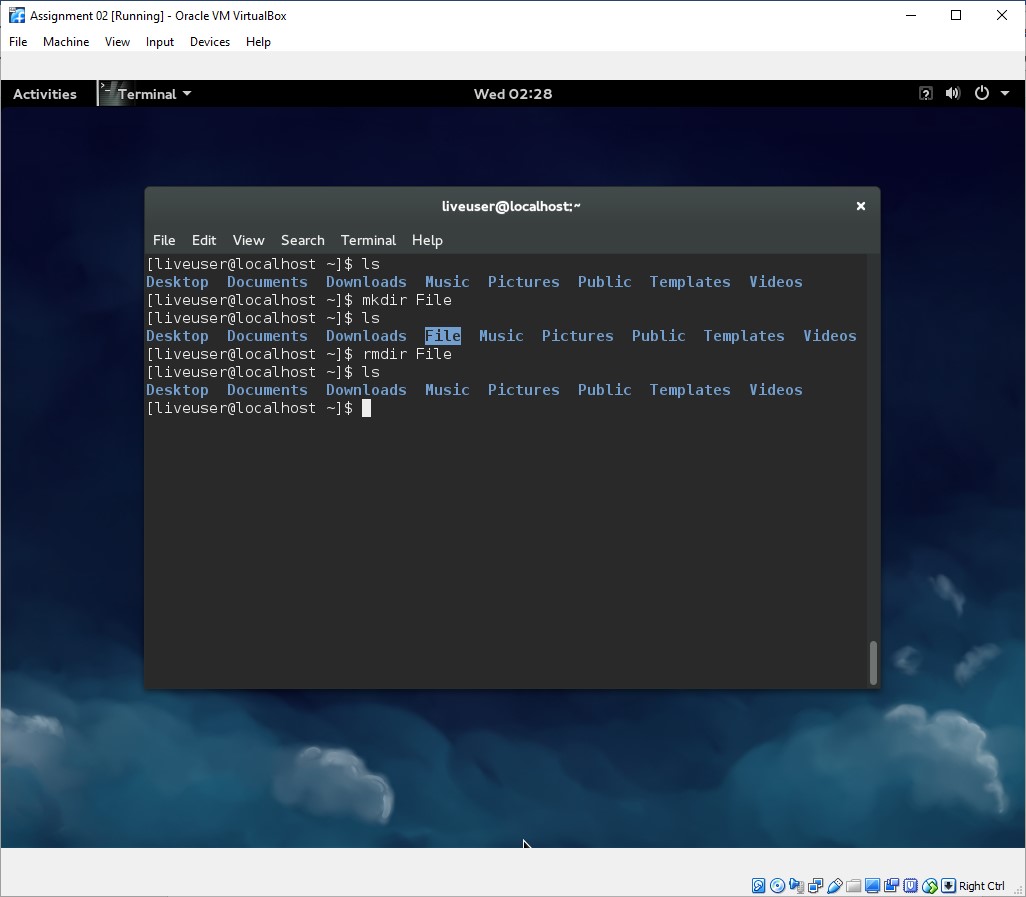 Assignment 02 [Running] - Oracle VM VirtualBox
File Machine View Input Devices Help
Activities Terminal Wed 02:28
liveuser@localhost:~
File Edit View Search Terminal Help
[liveuser@localhost ~]$ ls
Desktop Documents Downloads Music Pictures Public Templates Videos
[liveuser@localhost ~]$ mkdir File
[liveuser@localhost ~]$ ls
Desktop Documents Downloads File Music Pictures Public Templates Videos
[liveuser@localhost ~]$ rmdir File
[liveuser@localhost ~]$ ls
Desktop Documents Downloads Music Pictures Public Templates Videos
[liveuser@localhost ~]$
Right Ctrl